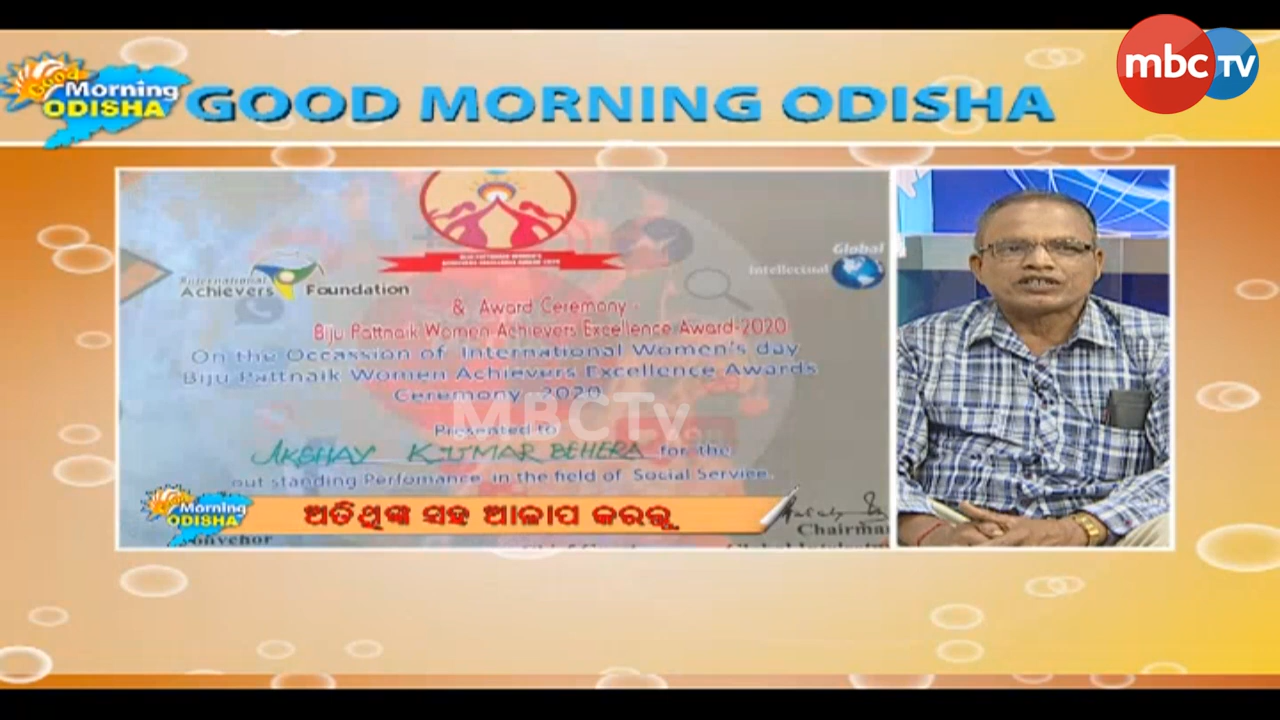 mbc TV
Good
Morning
ODISHA
GOOD MORNING ODISHA
Global
Intellectual
International
Achievers Foundation
& Award Ceremony -
Biju Pattnaik Women Achievers Excellence Award-2020
On the Occassion of International Women's day
Biju Pattnaik Women Achievers Excellence Awards
Ceremony -2020
MBCTv
Presented to
AKSHAY KUMAR BEHERA for the
out standing Perfomance in the field of Social Service.
Good
Morning
ODISHA
ଅତିଥିଙ୍କ ସହ ଆଳାପ କରନ୍ତୁ
Chairman
Convehor